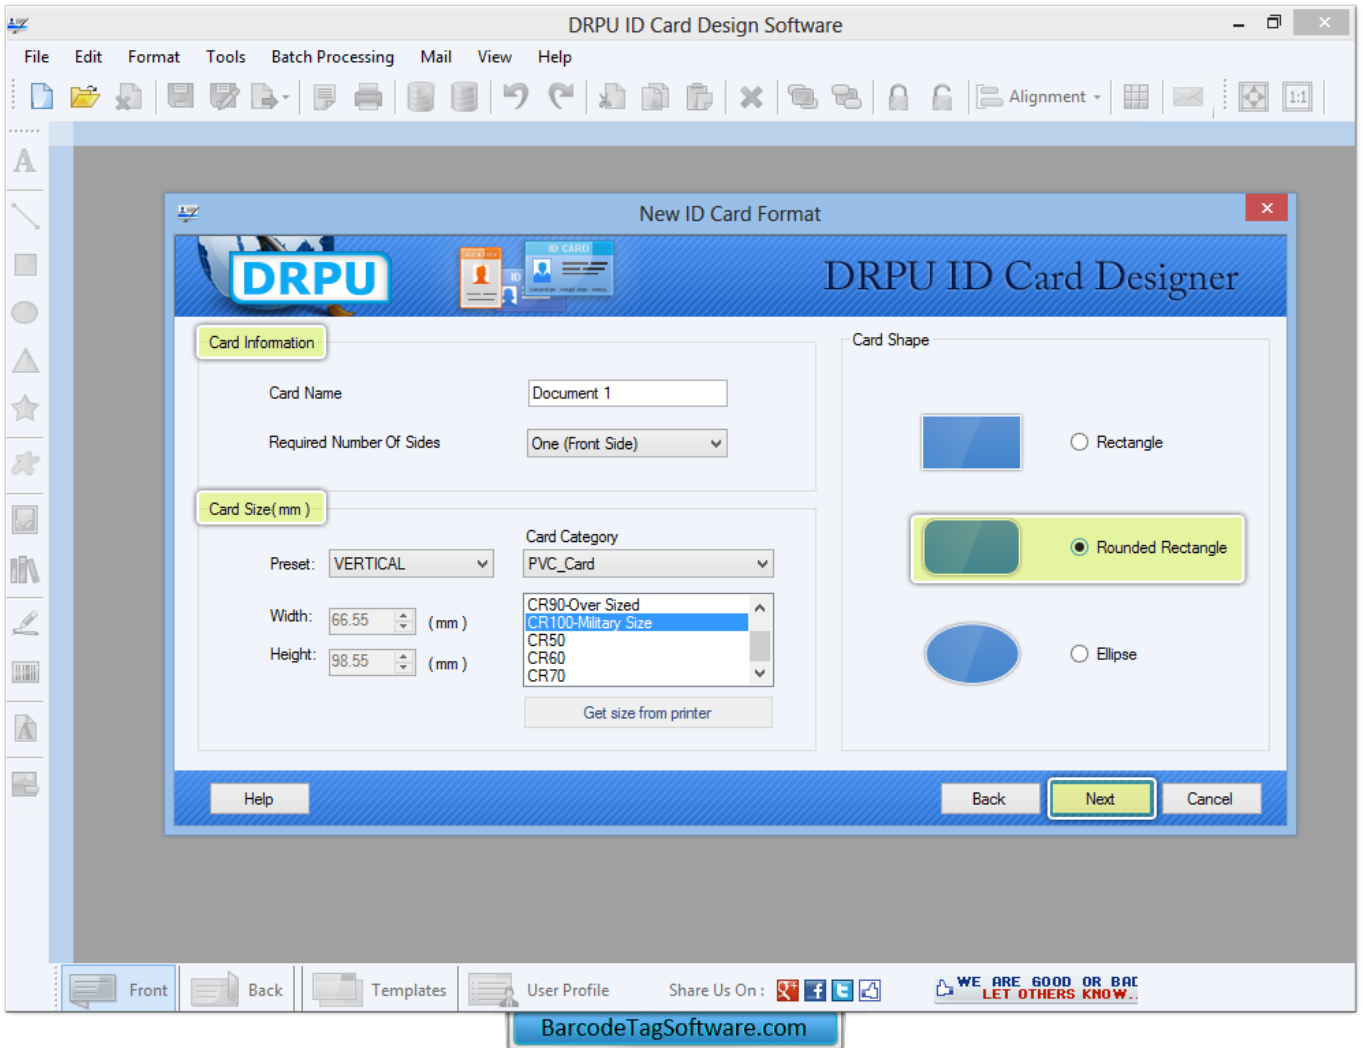 DRPU ID Card Design Software
File Edit Format Tools Batch Processing Mail View Help
Alignment 1:1
A
New ID Card Format
DRPU
ID CARD
ID
DRPU ID Card Designer
Card Information
Card Name Document 1
Required Number Of Sides One (Front Side)
Card Size(mm )
Preset: VERTICAL
Width: 66.55 (mm )
Height: 98.55 (mm )
Card Category
PVC_Card
CR90-Over Sized
CR100-Military Size
CR50
CR60
CR70
Get size from printer
Card Shape
Rectangle
Rounded Rectangle
Ellipse
A
Help Back Next Cancel
Front Back Templates User Profile Share Us On :
WE ARE GOOD OR BAD
LET OTHERS KNOW..
BarcodeTagSoftware.com